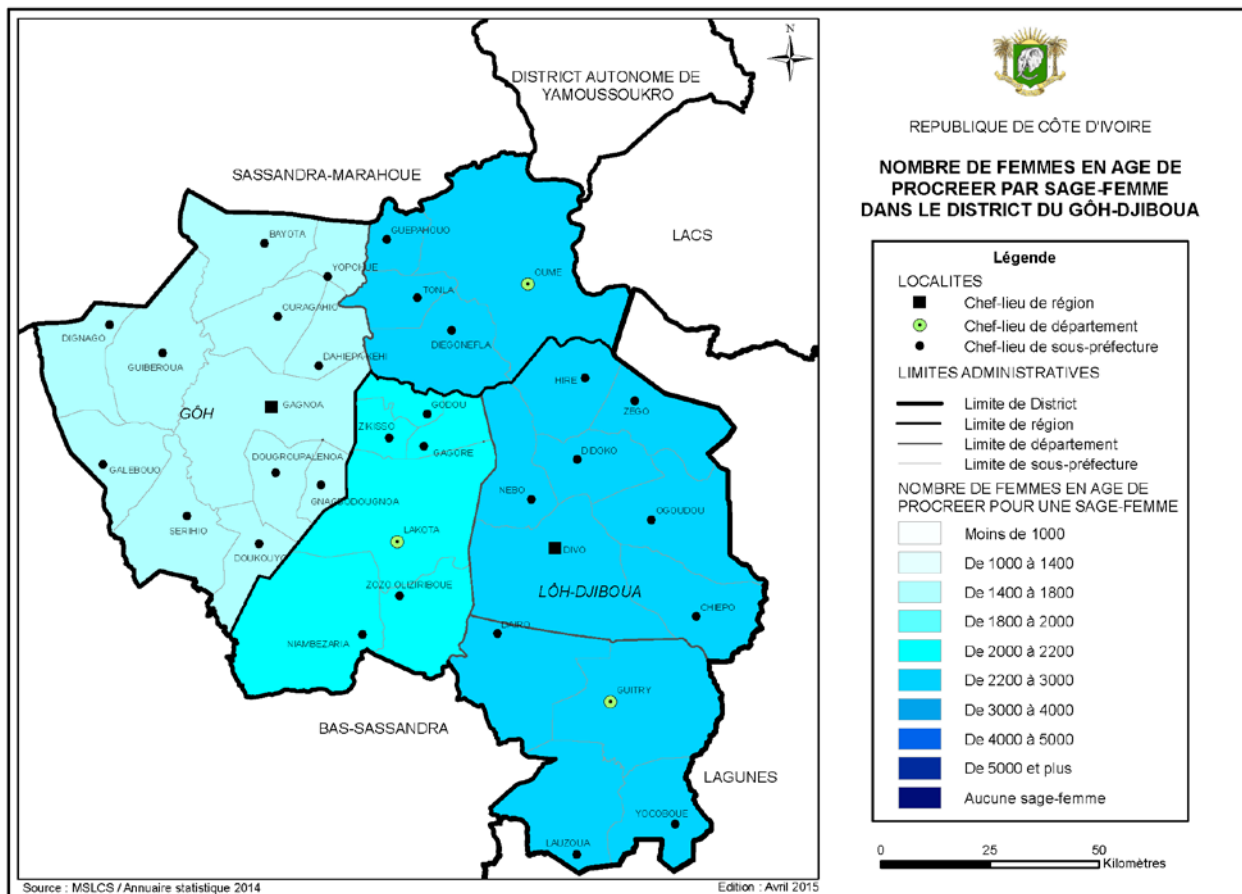 N
DISTRICT AUTONOME DE
YAMOUSSOUKRO
SASSANDRA-MARAHOUE
LACS
BAYOTA
GUEPAHOUO
YOPOHUE
OUME
TONLA
OURAGAHIO
DIGNAGO
DIEGONEFLA
GUIBEROUA
DAHIEPA-KEHI
HIRE
ZEGO
GÔH
GAGNOA
GODOU
ZIKISSO
GAGORE
DIDOKO
GALEBOUO
DOUGROUPALENOA
GNAGBODOUGNOA
NEBO
SERIHIO
OGOUDOU
DOUKOUYO
LAKOTA
DIVO
ZOZO OLIZIRIBOUE
LÔH-DJIBOUA
CHIEPO
NIAMBEZARIA
DAIRO
GUITRY
BAS-SASSANDRA
LAGUNES
YOCOBOUE
LAUZOUA
Source : MSLCS / Annuaire statistique 2014
Edition : Avril 2015
REPUBLIQUE DE CÔTE D'IVOIRE
NOMBRE DE FEMMES EN AGE DE
PROCREER PAR SAGE-FEMME
DANS LE DISTRICT DU GÔH-DJIBOUA
Légende
LOCALITES
Chef-lieu de région
Chef-lieu de département
Chef-lieu de sous-préfecture
LIMITES ADMINISTRATIVES
Limite de District
Limite de région
Limite de département
Limite de sous-préfecture
NOMBRE DE FEMMES EN AGE DE
PROCREER POUR UNE SAGE-FEMME
Moins de 1000
De 1000 à 1400
De 1400 à 1800
De 1800 à 2000
De 2000 à 2200
De 2200 à 3000
De 3000 à 4000
De 4000 à 5000
De 5000 et plus
Aucune sage-femme
0 25 50
Kilomètres